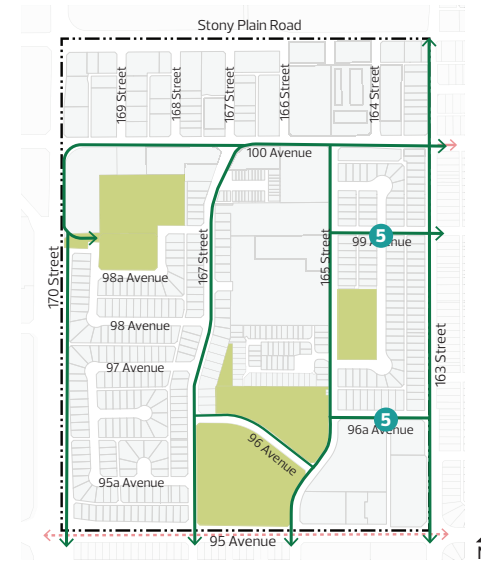 Stony Plain Road
169 Street
168 Street
167 Street
166 Street
164 Street
100 Avenue
5
99 Avenue
170 Street
167 Street
165 Street
98a Avenue
98 Avenue
97 Avenue
163 Street
5
96a Avenue
96 Avenue
95a Avenue
95 Avenue